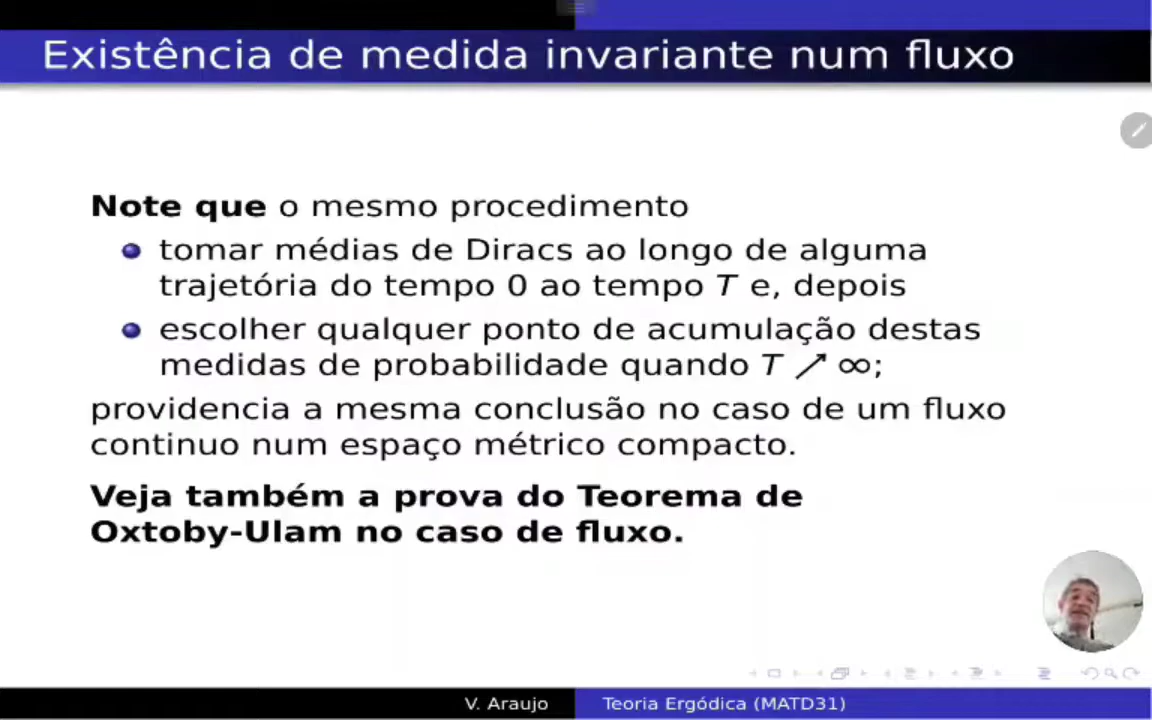 Existência de medida invariante num fluxo
Note que o mesmo procedimento
tomar médias de Diracs ao longo de alguma
trajetória do tempo 0 ao tempo T e, depois
escolher qualquer ponto de acumulação destas
medidas de probabilidade quando T ↗ ∞;
providencia a mesma conclusão no caso de um fluxo
continuo num espaço métrico compacto.
Veja também a prova do Teorema de
Oxtoby-Ulam no caso de fluxo.
V. Araujo
Teoria Ergódica (MATD31)